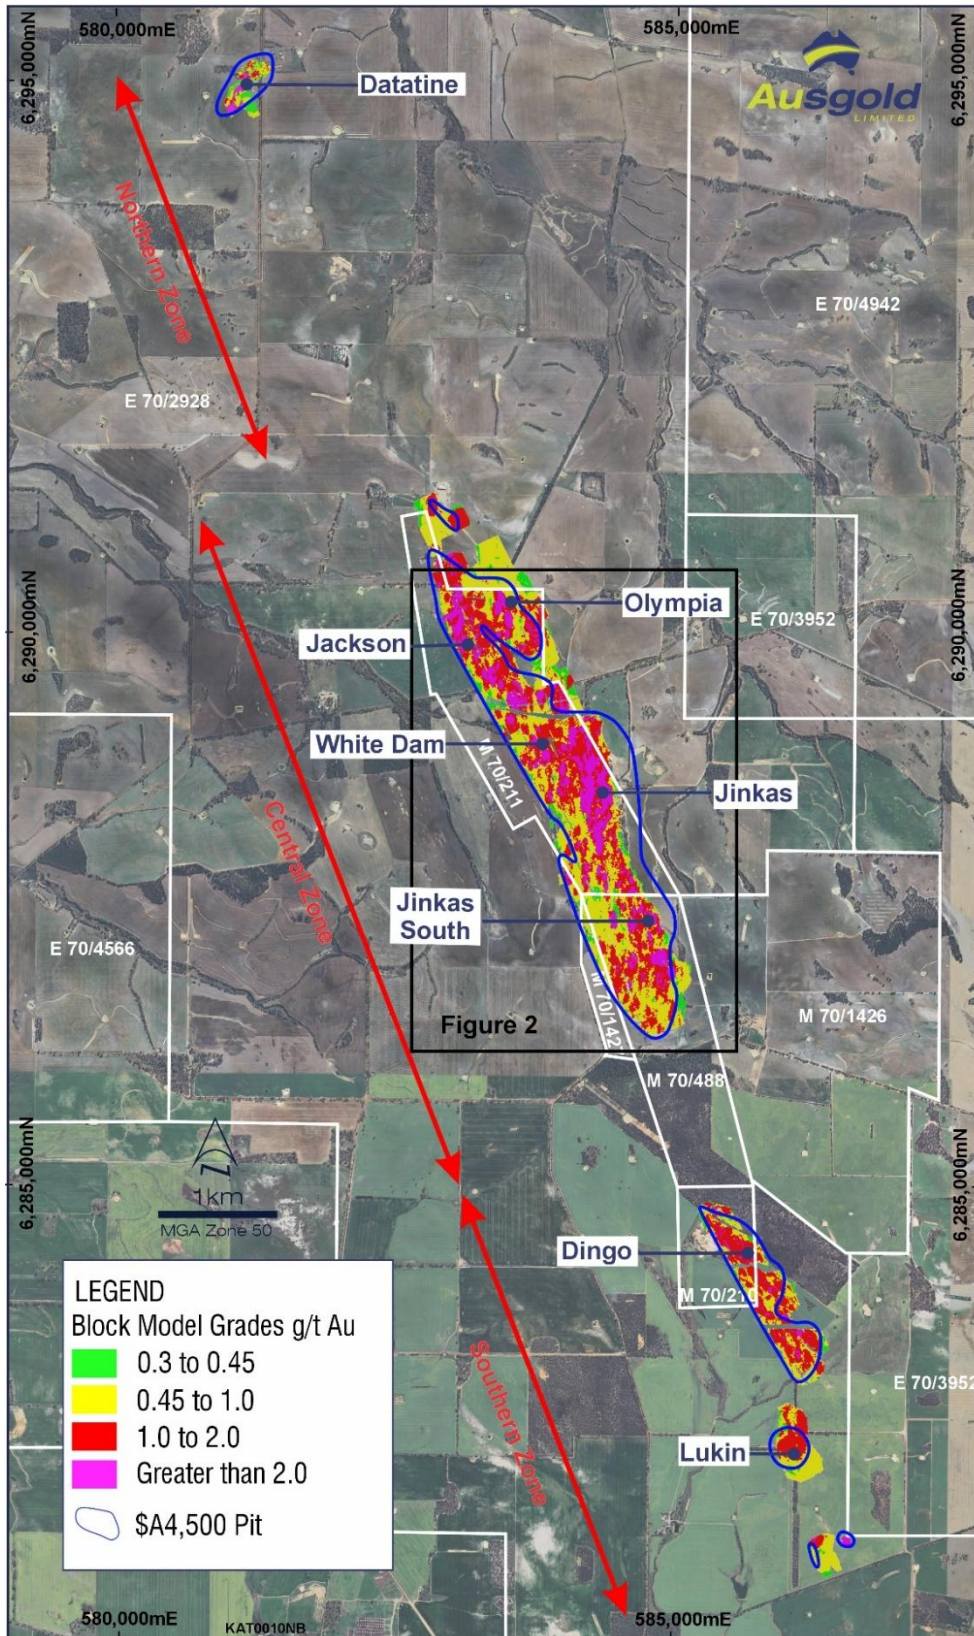 580,000mE
585,000mE
6,295,000mN
6,295,000mN
Ausgold
LIMITED
Datatine
Northern Zone
E 70/4942
E 70/2928
Olympia
E 70/3952
6,290,000mN
6,290,000mN
Jackson
White Dam
M 70/211
Jinkas
Central Zone
Jinkas
South
E 70/4566
M 70/142
M 70/1426
Figure 2
M 70/488
6,285,000mN
6,285,000mN
N
1km
MGA Zone 50
Dingo
M 70/210
LEGEND
Block Model Grades g/t Au
0.3 to 0.45
0.45 to 1.0
1.0 to 2.0
Greater than 2.0
$A4,500 Pit
Southern Zone
E 70/3952
Lukin
580,000mE
585,000mE
KAT0010NB